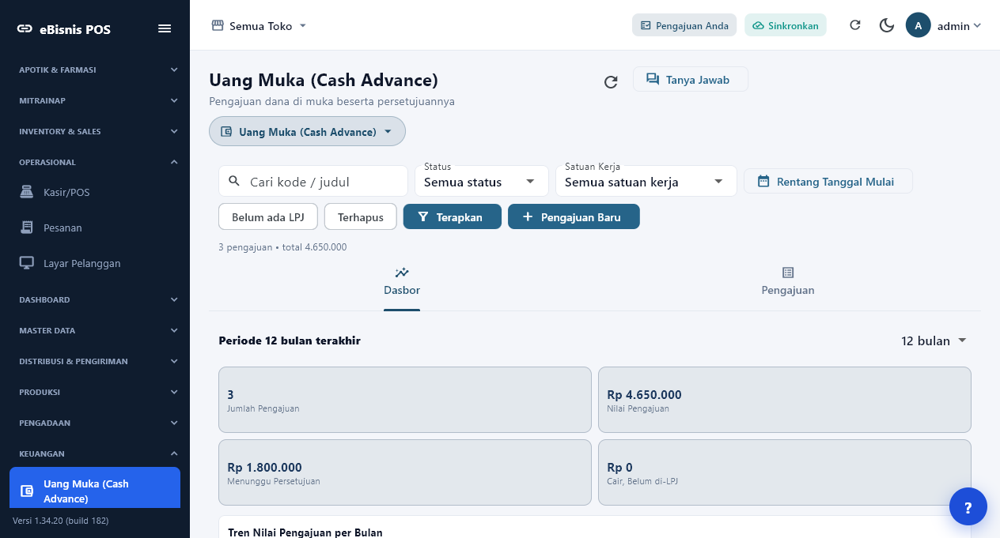 eBisnis POS
APOTIK & FARMASI
MITRAINAP
INVENTORY & SALES
OPERASIONAL
Kasir/POS
Pesanan
Layar Pelanggan
DASHBOARD
MASTER DATA
DISTRIBUSI & PENGIRIMAN
PRODUKSI
PENGADAAN
KEUANGAN
Uang Muka (Cash
Advance)
Versi 1.34.20 (build 182)
Semua Toko
Pengajuan Anda
Sinkronkan
A
admin
Uang Muka (Cash Advance)
Pengajuan dana di muka beserta persetujuannya
Tanya Jawab
Uang Muka (Cash Advance)
Cari kode / judul
Status
Semua status
Satuan Kerja
Semua satuan kerja
Rentang Tanggal Mulai
Belum ada LPJ
Terhapus
Terapkan
Pengajuan Baru
3 pengajuan • total 4.650.000
Dasbor
Pengajuan
Periode 12 bulan terakhir
12 bulan
3
Jumlah Pengajuan
Rp 4.650.000
Nilai Pengajuan
Rp 1.800.000
Menunggu Persetujuan
Rp 0
Cair, Belum di-LPJ
?
Tren Nilai Pengajuan per Bulan